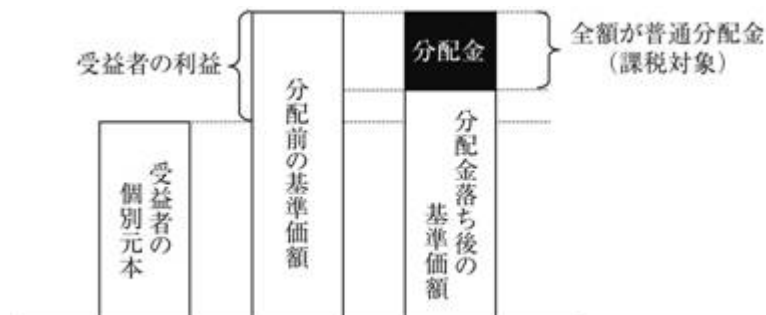 受益者の利益
分配金
全額が普通分配金
（課税対象）
受益者の
個別元本
分配前の基準価額
分配金落ち後の
基準価額